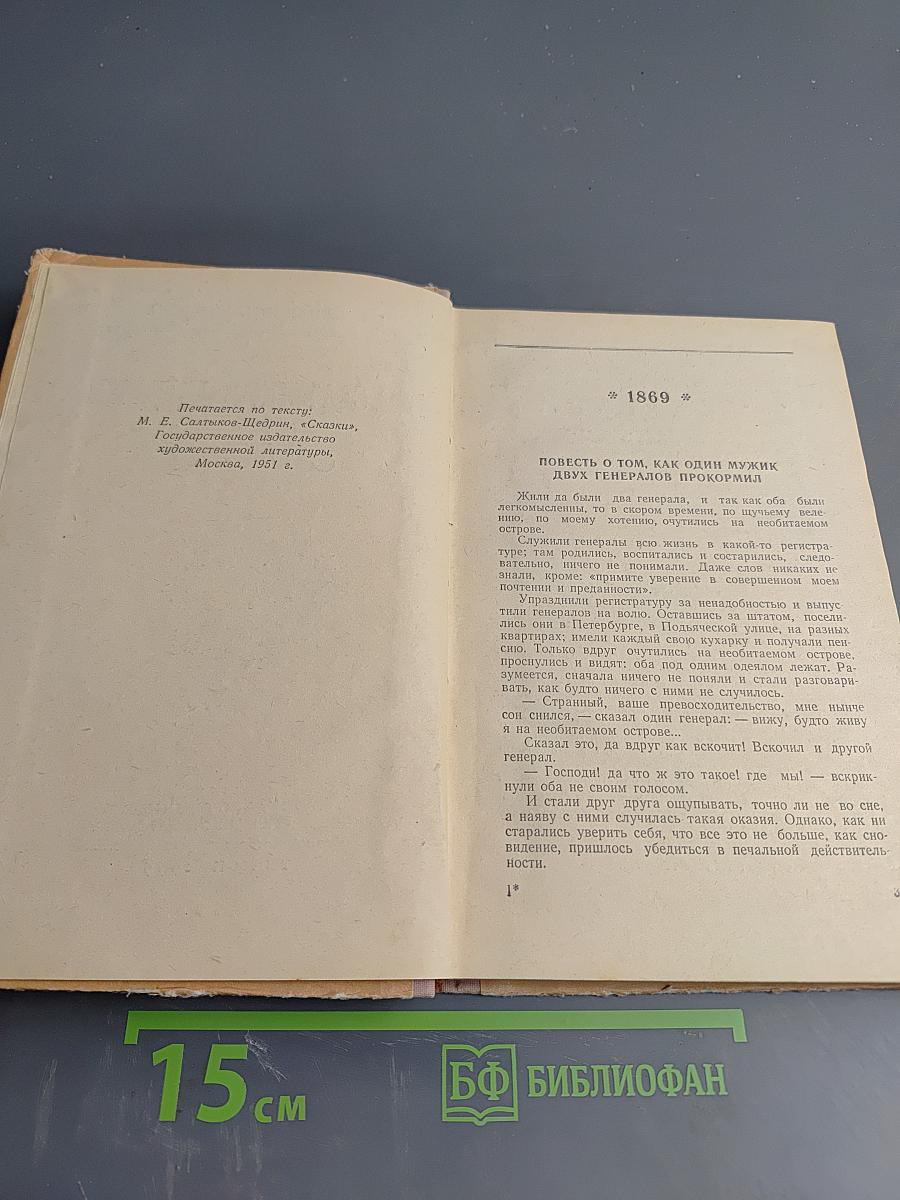 Печатается по тексту:
М. Е. Салтыков-Щедрин, «Сказки»,
Государственное издательство
художественной литературы,
Москва, 1951 г.
* 1869 *
ПОВЕСТЬ О ТОМ, КАК ОДИН МУЖИК
ДВУХ ГЕНЕРАЛОВ ПРОКОРМИЛ
Жили да были два генерала, и так как оба были
легкомысленны, то в скором времени, по щучьему веле-
нию, по моему хотению, очутились на необитаемом
острове.
Служили генералы всю жизнь в какой-то регистра-
туре; там родились, воспитались и состарились, следо-
вательно, ничего не понимали. Даже слов никаких не
знали, кроме: «примите уверение в совершенном моем
почтении и преданности».
Упразднили регистратуру за ненадобностью и выпус-
тили генералов на волю. Оставшись за штатом, посели-
лись они в Петербурге, в Подьяческой улице, на разных
квартирах; имели каждый свою кухарку и получали пен-
сию. Только вдруг очутились на необитаемом острове,
проснулись и видят: оба под одним одеялом лежат. Ра-
зумеется, сначала ничего не поняли и стали разговари-
вать, как будто ничего с ними не случилось.
— Странный, ваше превосходительство, мне нынче
сон снился, — сказал один генерал: — вижу, будто живу
я на необитаемом острове...
Сказал это, да вдруг как вскочит! Вскочил и другой
генерал.
— Господи! да что ж это такое! где мы! — вскрик-
нули оба не своим голосом.
И стали друг друга ощупывать, точно ли не во сне,
а наяву с ними случилась такая оказия. Однако, как ни
старались уверить себя, что все это не больше, как сно-
видение, пришлось убедиться в печальной действитель-
ности.
1*
3
15 см
БФ БИБЛИОФАН